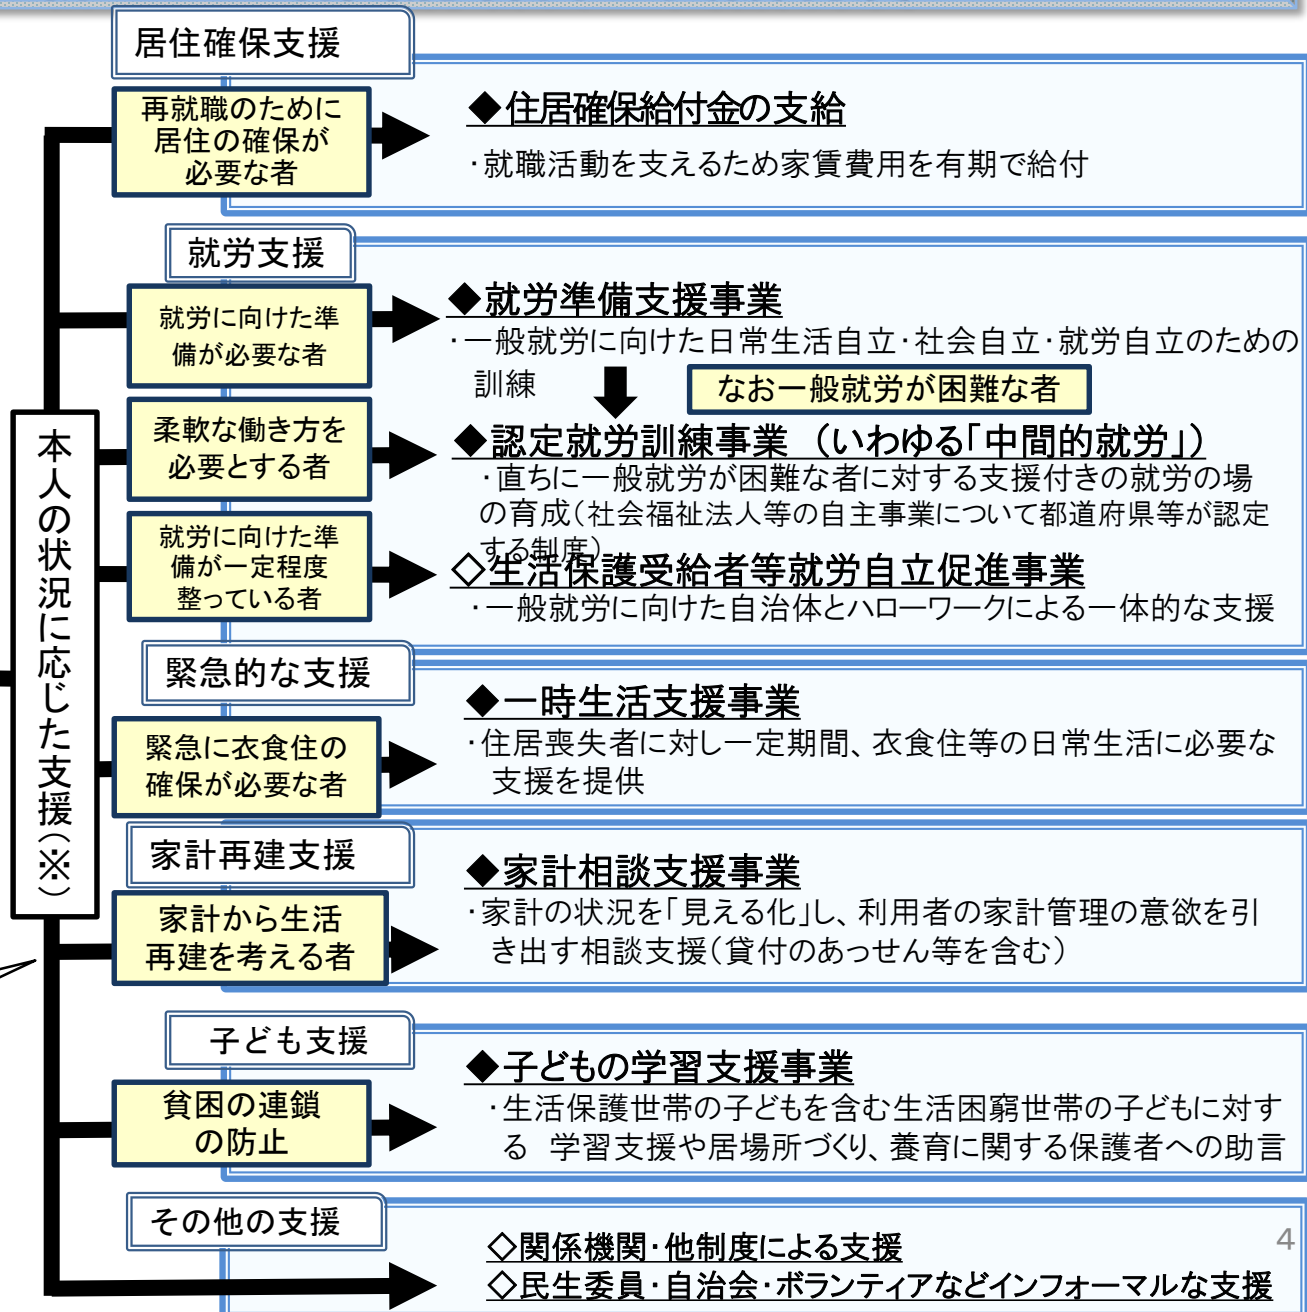 居住確保支援
再就職のために
居住の確保が
必要な者
◆住居確保給付金の支給
・就職活動を支えるため家賃費用を有期で給付
就労支援
就労に向けた準
備が必要な者
◆就労準備支援事業
・一般就労に向けた日常生活自立・社会自立・就労自立のための
訓練
なお一般就労が困難な者
柔軟な働き方を
必要とする者
◆認定就労訓練事業 （いわゆる「中間的就労」）
・直ちに一般就労が困難な者に対する支援付きの就労の場
の育成（社会福祉法人等の自主事業について都道府県等が認定
する制度）
就労に向けた準
備が一定程度
整っている者
◇生活保護受給者等就労自立促進事業
・一般就労に向けた自治体とハローワークによる一体的な支援
本人の状況に応じた支援（※）
緊急的な支援
緊急に衣食住の
確保が必要な者
◆一時生活支援事業
・住居喪失者に対し一定期間、衣食住等の日常生活に必要な
支援を提供
家計再建支援
家計から生活
再建を考える者
◆家計相談支援事業
・家計の状況を「見える化」し、利用者の家計管理の意欲を引
き出す相談支援（貸付のあっせん等を含む）
子ども支援
貧困の連鎖
の防止
◆子どもの学習支援事業
・生活保護世帯の子どもを含む生活困窮世帯の子どもに対す
る 学習支援や居場所づくり、養育に関する保護者への助言
その他の支援
◇関係機関・他制度による支援
◇民生委員・自治会・ボランティアなどインフォーマルな支援
4